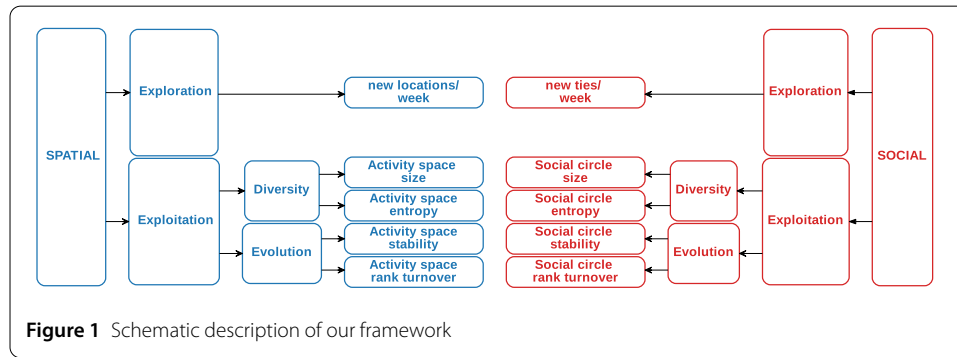 SPATIAL
Exploration
new locations/
week
Exploitation
Diversity
Activity space
size
Activity space
entropy
Evolution
Activity space
stability
Activity space
rank turnover
new ties/
week
Exploration
SOCIAL
Social circle
size
Social circle
entropy
Diversity
Exploitation
Social circle
stability
Social circle
rank turnover
Evolution
Figure 1 Schematic description of our framework